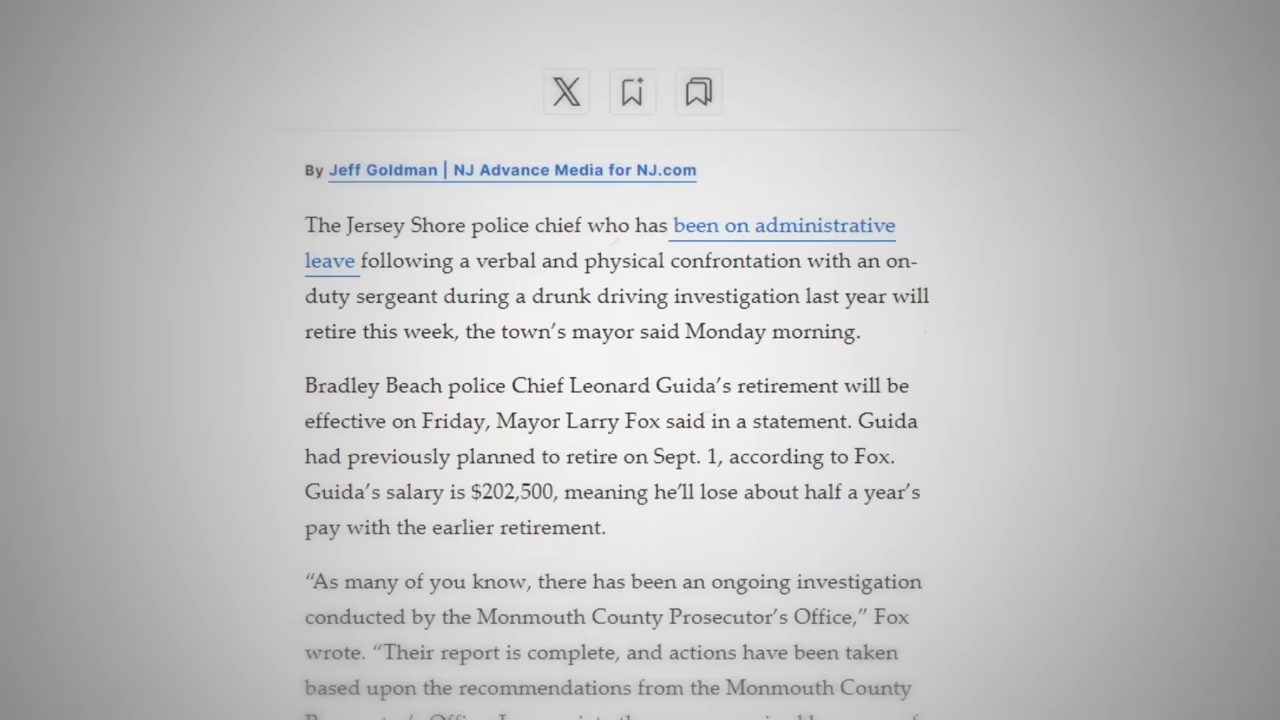 By Jeff Goldman | NJ Advance Media for NJ.com
The Jersey Shore police chief who has been on administrative
leave following a verbal and physical confrontation with an on-
duty sergeant during a drunk driving investigation last year will
retire this week, the town’s mayor said Monday morning.
Bradley Beach police Chief Leonard Guida’s retirement will be
effective on Friday, Mayor Larry Fox said in a statement. Guida
had previously planned to retire on Sept. 1, according to Fox.
Guida’s salary is $202,500, meaning he’ll lose about half a year’s
pay with the earlier retirement.
“As many of you know, there has been an ongoing investigation
conducted by the Monmouth County Prosecutor’s Office,” Fox
wrote. “Their report is complete, and actions have been taken
based upon the recommendations from the Monmouth County